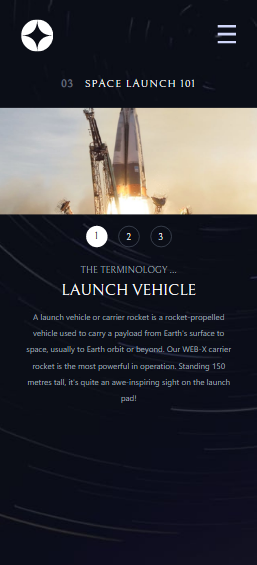 03 SPACE LAUNCH 101
1 2 3
THE TERMINOLOGY ...
LAUNCH VEHICLE
A launch vehicle or carrier rocket is a rocket-propelled
vehicle used to carry a payload from Earth's surface to
space, usually to Earth orbit or beyond. Our WEB-X carrier
rocket is the most powerful in operation. Standing 150
metres tall, it's quite an awe-inspiring sight on the launch
pad!